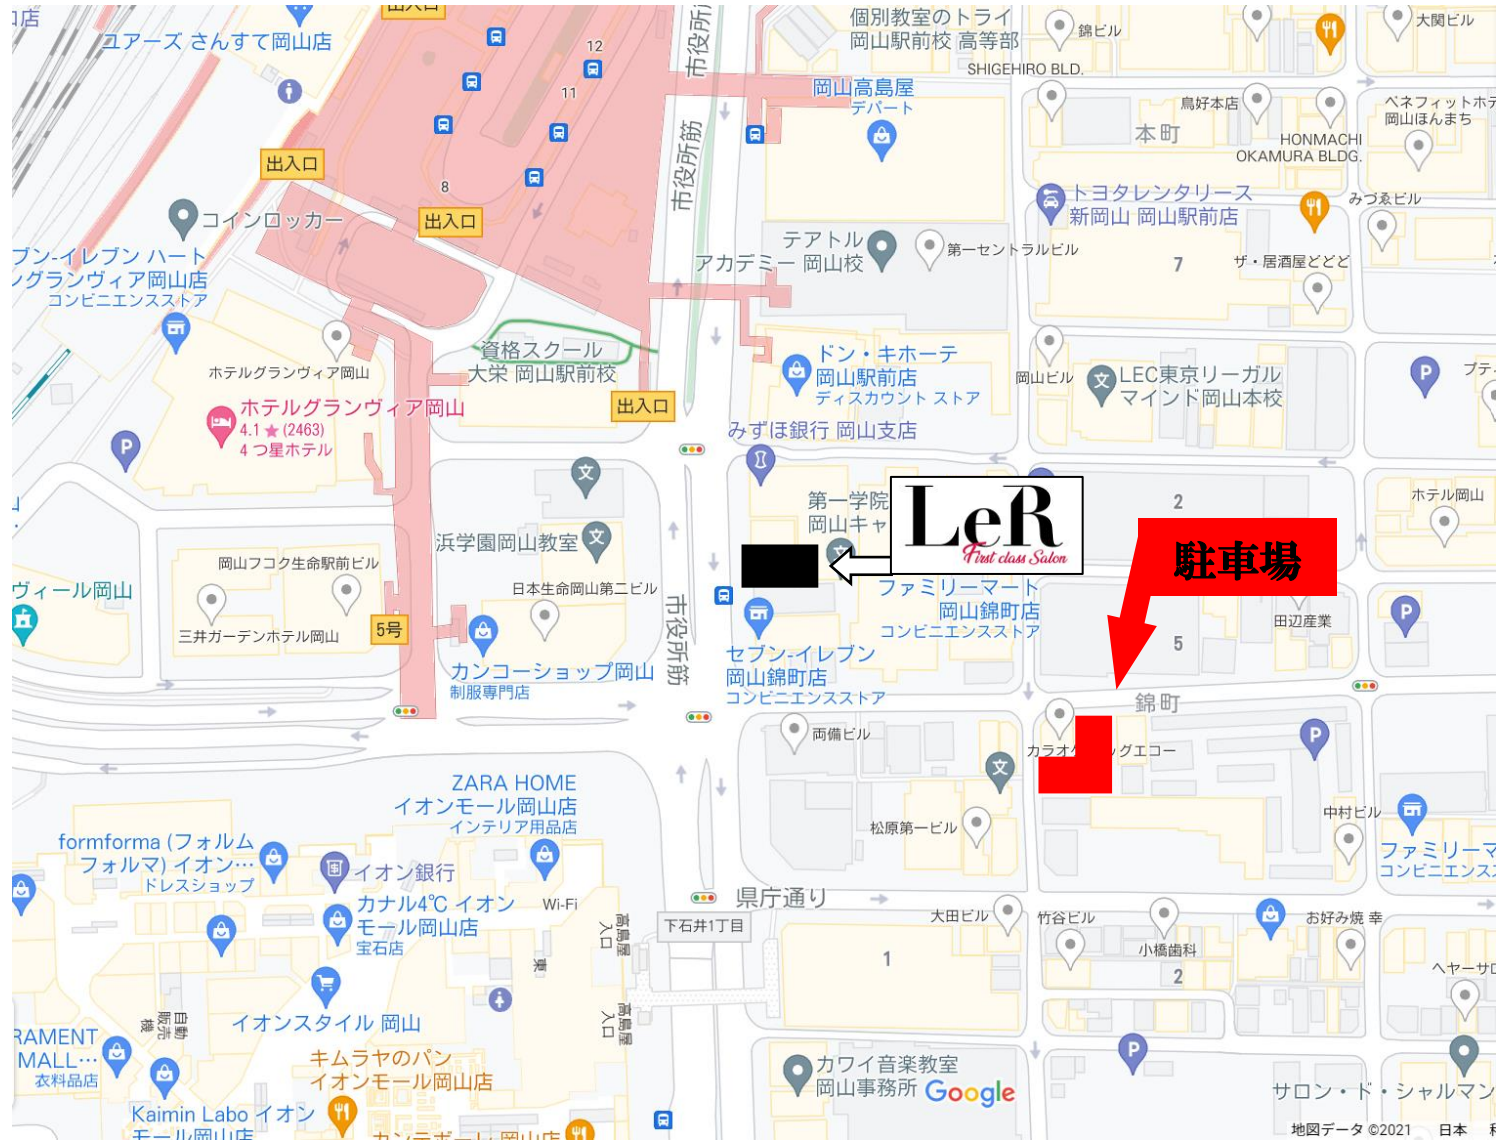 出入口
ユアーズ さんすて岡山店
市役所筋
個別教室のトライ
岡山駅前校 高等部
錦ビル
大関ビル
SHIGEHIRO BLD.
12
11
8
岡山高島屋
デパート
鳥好本店
本町
HONMACHI
OKAMURA BLDG.
ベネフィットホテ
岡山ほんまち
出入口
出入口
コインロッカー
市役所筋
トヨタレンタリース
新岡山 岡山駅前店
みづゑビル
テアトル
アカデミー 岡山校
第一セントラルビル
7
ザ・居酒屋どどど
ブン-イレブン ハート
ングランヴィア岡山店
コンビニエンスストア
資格スクール
大栄 岡山駅前校
ホテルグランヴィア岡山
ドン・キホーテ
岡山駅前店
ディスカウント ストア
岡山ビル
LEC東京リーガル
マインド岡山本校
P
プテ
ホテルグランヴィア岡山
4.1★(2463)
4 つ星ホテル
出入口
みずほ銀行 岡山支店
P
第一学院
岡山キャ
LeR
First class Salon
2
ホテル岡山
浜学園岡山教室
駐車場
岡山フコク生命駅前ビル
日本生命岡山第二ビル
ヴィール岡山
三井ガーデンホテル岡山
5号
市役所筋
ファミリーマート
岡山錦町店
コンビニエンスストア
田辺産業
P
5
カンコーショップ岡山
制服専門店
セブン-イレブン
岡山錦町店
コンビニエンスストア
錦町
両備ビル
カラオケ
ッグエコー
P
ZARA HOME
イオンモール岡山店
インテリア用品店
松原第一ビル
中村ビル
formforma (フォルム
フォルマ) イオン…
ドレスショップ
イオン銀行
ファミリーマ
コンビニエンス
カナル4℃ イオン
モール岡山店
宝石店
Wi-Fi
県庁通り
下石井1丁目
高島屋
入口
大田ビル
竹谷ビル
小橋歯科
お好み焼 幸
1
2
東
ヘヤーサロ
イオンスタイル 岡山
自動
販売
機
高島屋
入口
RAMENT
MALL…
衣料品店
キムラヤのパン
イオンモール岡山店
カワイ音楽教室
岡山事務所
Google
P
サロン・ド・シャルマン
Kaimin Labo イオン
モール岡山店
地図データ ©2021
日本